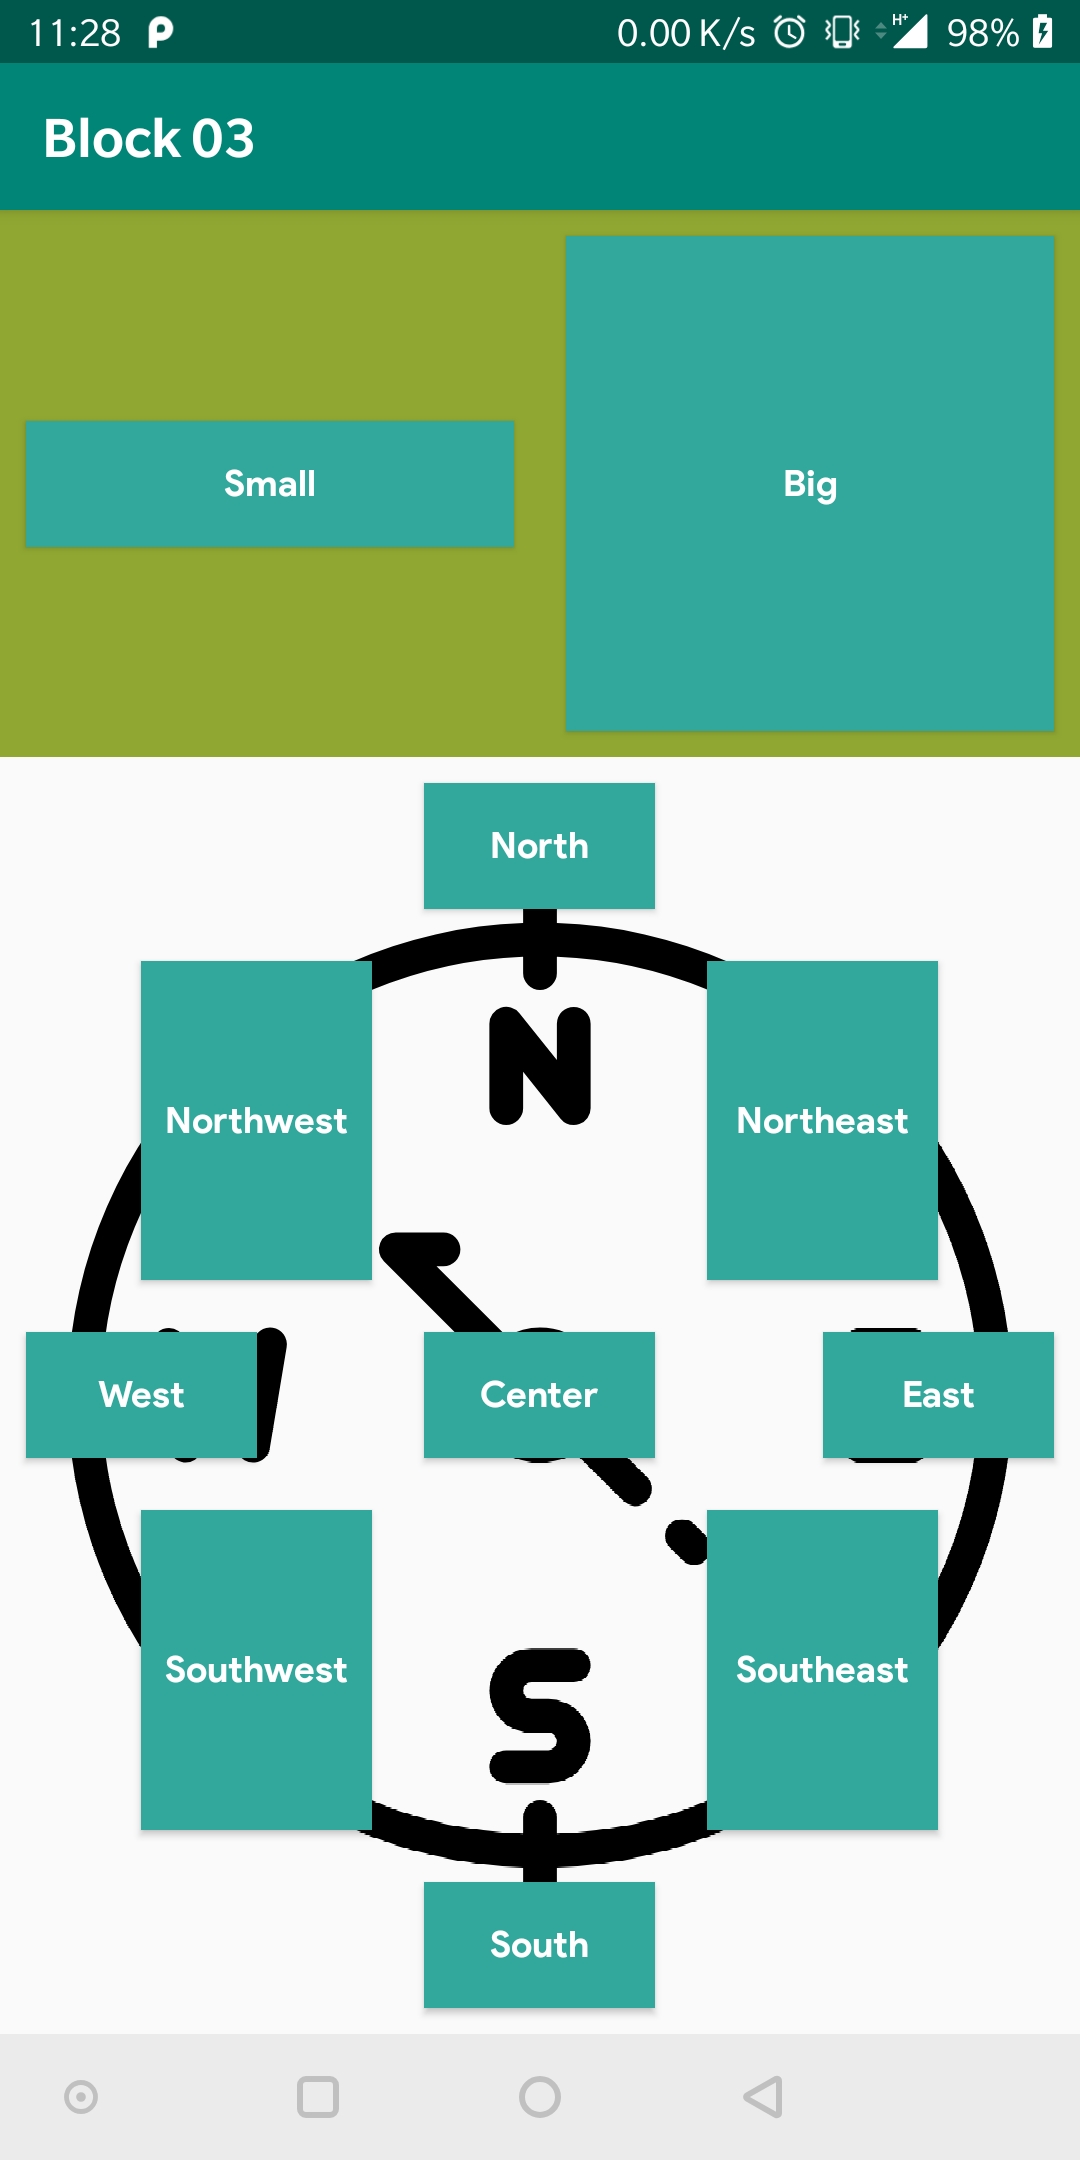 11:28 0.00 K/s H+ 98%
Block 03
Small Big
North
N
Northwest Northeast
West Center East
Southwest Southeast
S
South